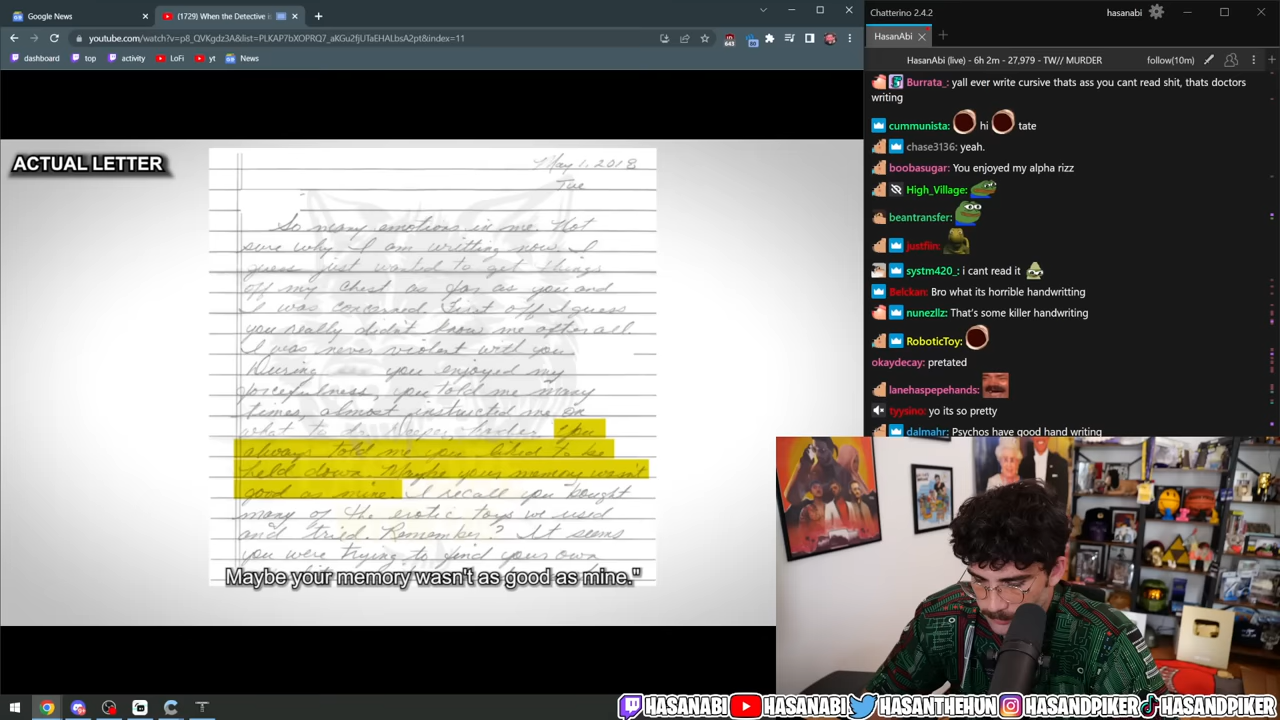 Google News
(1729) When the Detective i
youtube.com/watch?v=p8_QVKgdz3A&list=PLKAP7bXOPRQ7_aKGu2fjUTaEHALbsA2pt&index=11
643
dashboard
top
activity
LoFi
yt
News
ACTUAL LETTER
May 1, 2018
Tue
So many emotions in me. Not
sure why I am writting now. I
guess just wanted to get things
off my chest as far as you and
I was concerned. First off I guess
you really didn't know me after all.
I was never violent with you
During you enjoyed my
forcefulness, you told me many
times, almost instructed me on
what to You
always told me you liked to be
held down. Maybe your memory wasn't
good as mine. I recall you bought
many of the erotic toys we used
and tried. Remember? It seems
you were trying to find your own
Maybe your memory wasn't as good as mine."
Chatterino 2.4.2
hasanabi
HasanAbi
HasanAbi (live) - 6h 2m - 27,979 - TW// MURDER
follow(10m)
Burrata_: yall ever write cursive thats ass you cant read shit, thats doctors
writing
cummunista: hi tate
chase3136: yeah.
boobasugar: You enjoyed my alpha rizz
High_Village:
beantransfer:
justfiin:
systm420_: i cant read it
Belckan: Bro what its horrible handwritting
nunezllz: That's some killer handwriting
RoboticToy:
okaydecay: pretated
lanehaspepehands:
tyysino: yo its so pretty
dalmahr: Psychos have good hand writing
HASANABI
HASANABI
HASANTHEHUN
HASANDPIKER
HASANDPIKER